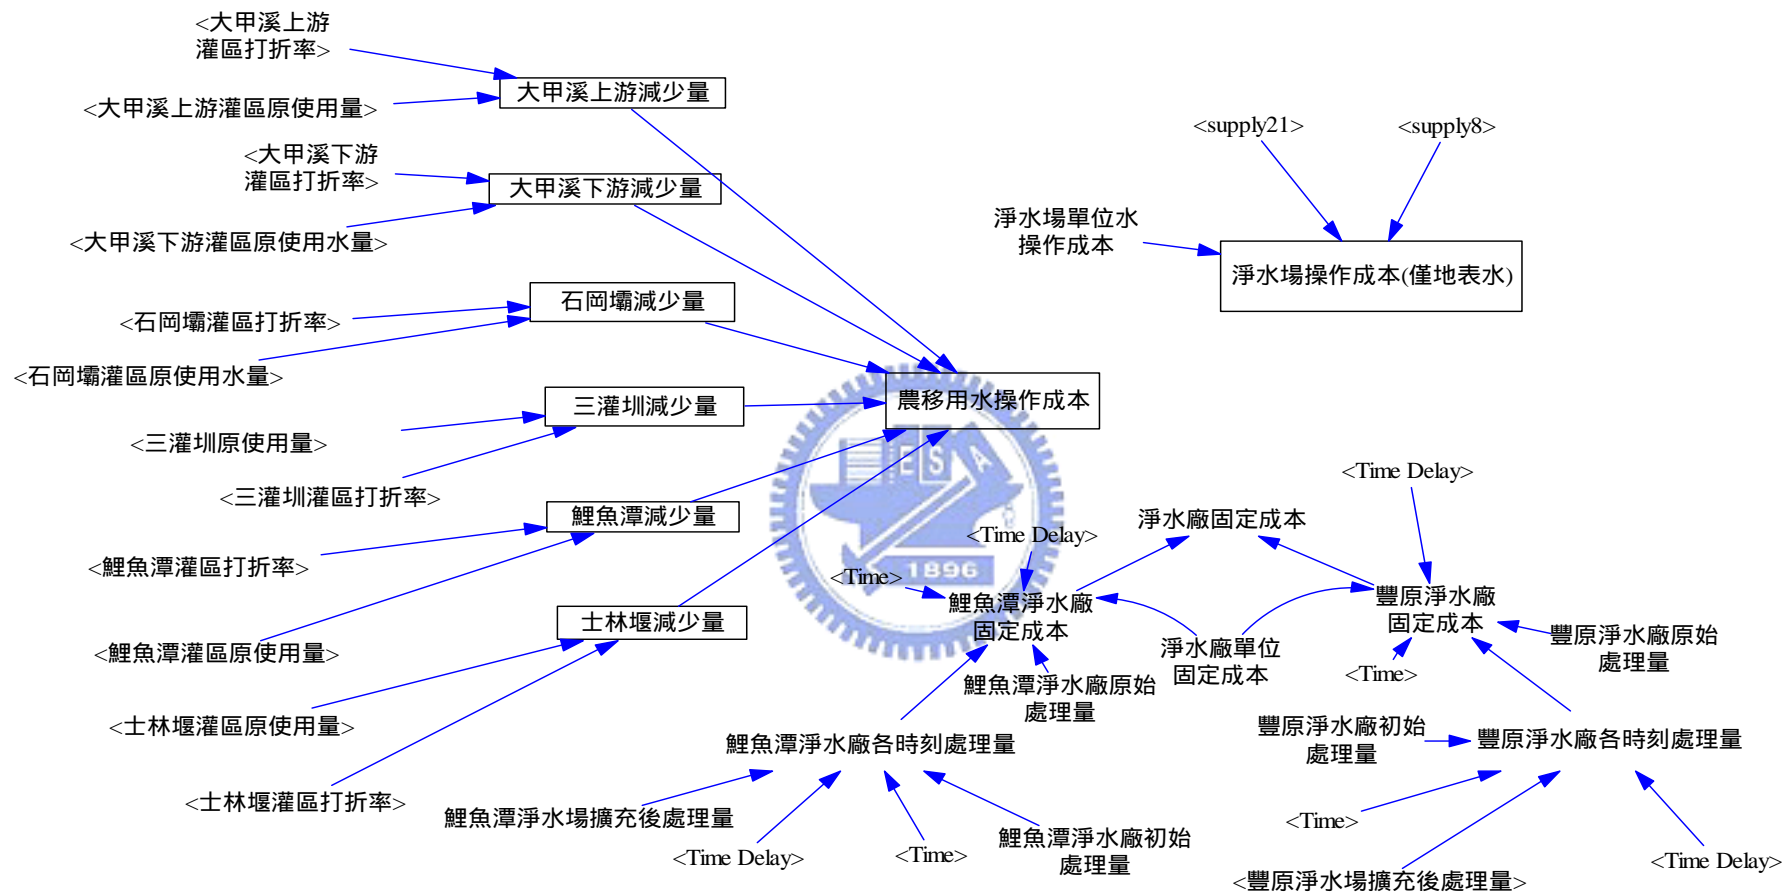 <大甲溪上游
灌區打折率>
大甲溪上游減少量
<大甲溪上游灌區原使用量>
<大甲溪下游
灌區打折率>
大甲溪下游減少量
<大甲溪下游灌區原使用水量>
<supply21>
<supply8>
淨水場單位水
操作成本
淨水場操作成本(僅地表水)
石岡壩減少量
<石岡壩灌區打折率>
<石岡壩灌區原使用水量>
農移用水操作成本
三灌圳減少量
<三灌圳原使用量>
<三灌圳灌區打折率>
鯉魚潭減少量
<鯉魚潭灌區打折率>
<鯉魚潭灌區原使用量>
士林堰減少量
<士林堰灌區原使用量>
<士林堰灌區打折率>
E S A
1896
<Time Delay>
<Time>
淨水廠固定成本
<Time Delay>
鯉魚潭淨水廠
固定成本
淨水廠單位
固定成本
豐原淨水廠
固定成本
豐原淨水廠原始
處理量
<Time>
鯉魚潭淨水廠原始
處理量
鯉魚潭淨水廠各時刻處理量
豐原淨水廠初始
處理量
豐原淨水廠各時刻處理量
鯉魚潭淨水場擴充後處理量
<Time Delay>
<Time>
鯉魚潭淨水廠初始
處理量
<Time>
<豐原淨水場擴充後處理量>
<Time Delay>